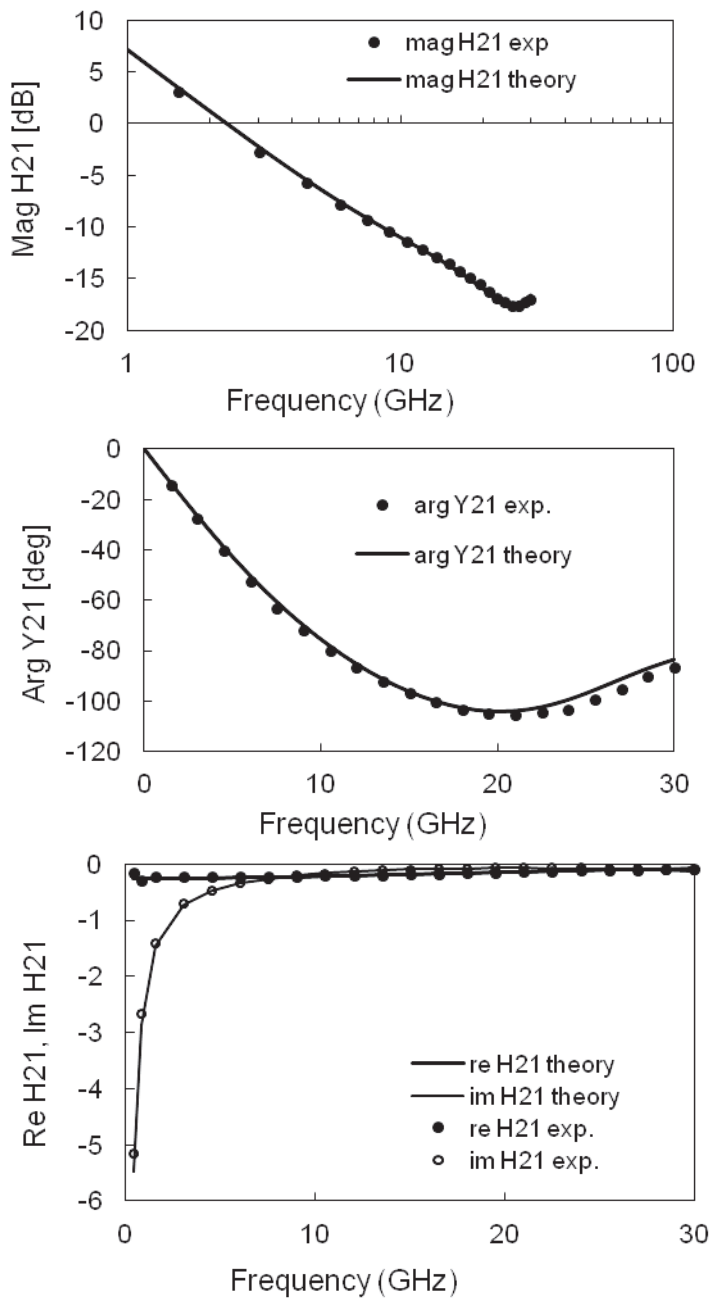 10
5
0
-5
-10
-15
-20
Mag H21 [dB]
mag H21 exp
mag H21 theory
1
10
100
Frequency (GHz)
0
-20
-40
-60
-80
-100
-120
Arg Y21 [deg]
arg Y21 exp.
arg Y21 theory
0
10
20
30
Frequency (GHz)
0
-1
-2
-3
-4
-5
-6
Re H21, Im H21
re H21 theory
im H21 theory
re H21 exp.
im H21 exp.
0
10
20
30
Frequency (GHz)